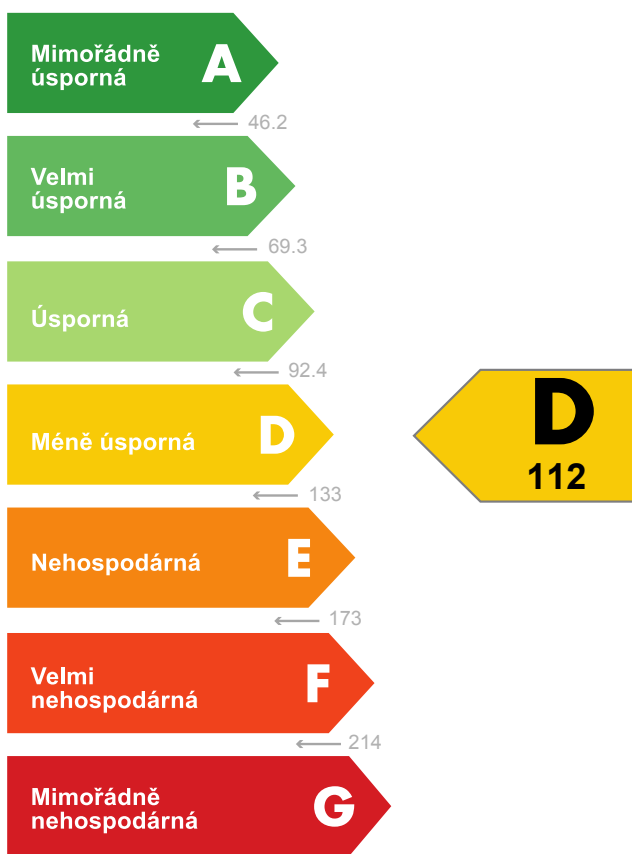 Mimořádně
úsporná
A
46.2
Velmi
úsporná
B
69.3
Úsporná
C
92.4
Méně úsporná
D
133
D
112
Nehospodárná
E
173
Velmi
nehospodárná
F
214
Mimořádně
nehospodárná
G